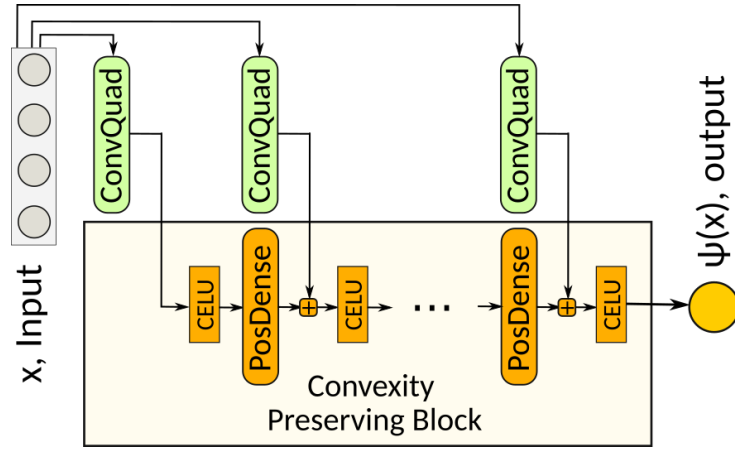 x, Input
ConvQuad
ConvQuad
ConvQuad
CELU
PosDense
+
CELU
...
PosDense
+
CELU
ψ(x), output
Convexity
Preserving Block